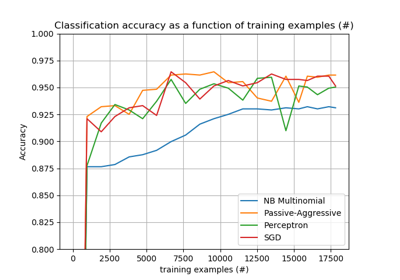 Classification accuracy as a function of training examples (#)
1.000
0.975
0.950
0.925
0.900
0.875
0.850
0.825
0.800
Accuracy
0 2500 5000 7500 10000 12500 15000 17500
training examples (#)
NB Multinomial
Passive-Aggressive
Perceptron
SGD